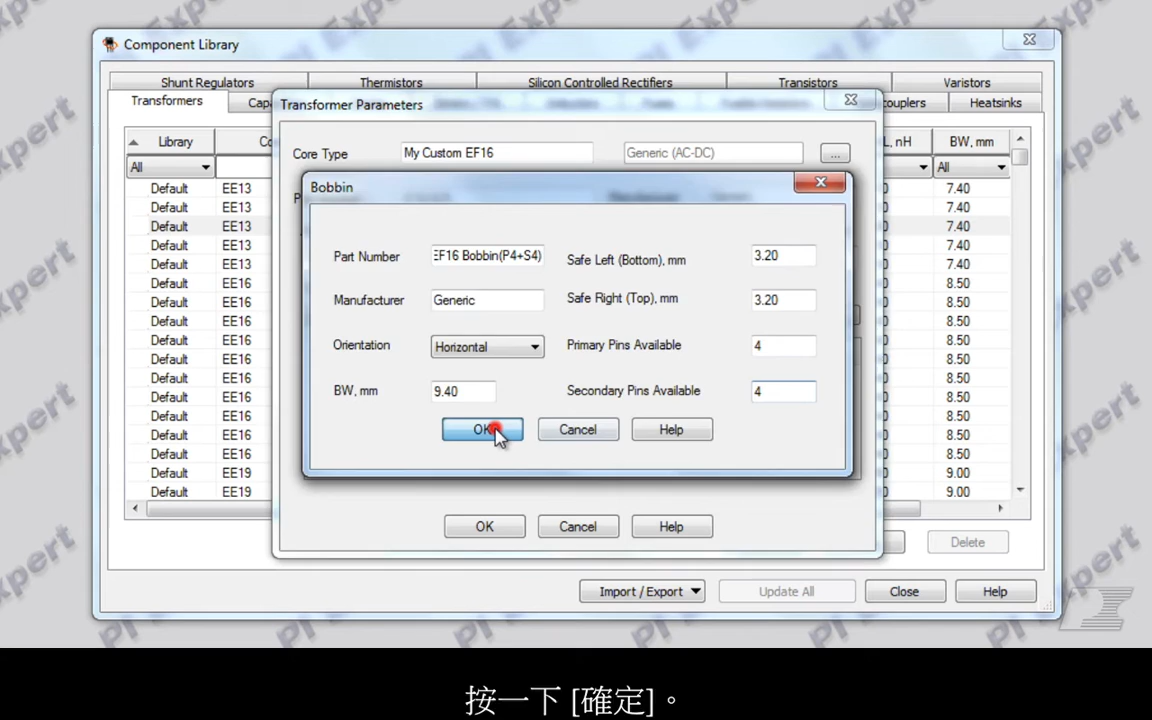 Component Library
Shunt Regulators Thermistors Silicon Controlled Rectifiers Transistors Varistors
Transformers Heatsinks
Transformer Parameters
Library L, nH BW, mm
Core Type My Custom EF16 Generic (AC-DC) ...
All All
Bobbin
Default EE13 7.40
Default EE13 7.40
Default EE13 7.40
Default EE13 7.40
Default EE13 7.40
Default EE16 8.50
Default EE16 8.50
Default EE16 8.50
Default EE16 8.50
Default EE16 8.50
Default EE16 8.50
Default EE16 8.50
Default EE16 8.50
Default EE16 8.50
Default EE16 8.50
Default EE19 9.00
Default EE19 9.00
Part Number EF16 Bobbin(P4+S4) Safe Left (Bottom), mm 3.20
Manufacturer Generic Safe Right (Top), mm 3.20
Orientation Horizontal Primary Pins Available 4
BW, mm 9.40 Secondary Pins Available 4
OK Cancel Help
OK Cancel Help
Delete
Import / Export Update All Close Help
PI Expert
按一下 [確定]。